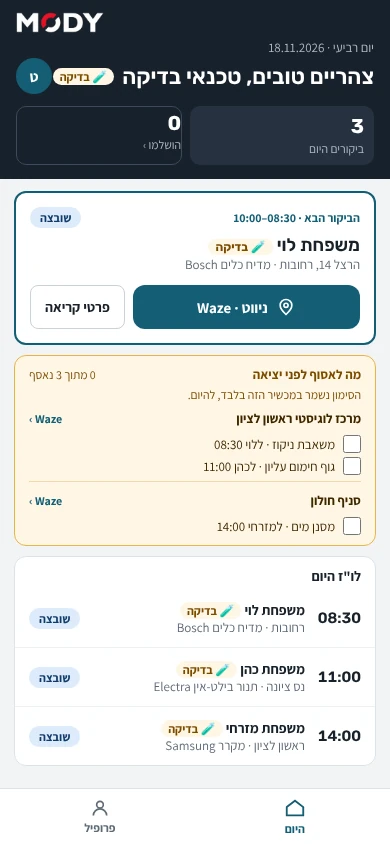 MODY
יום רביעי · 18.11.2026
צהריים טובים, טכנאי בדיקה 🧪 בדיקה ט
3
ביקורים היום
0
הושלמו ›
הביקור הבא · 08:30–10:00 שובצה
משפחת לוי 🧪 בדיקה
הרצל 14, רחובות · מדיח כלים Bosch
ניווט · Waze
פרטי קריאה
מה לאסוף לפני יציאה 0 מתוך 3 נאסף
הסימון נשמר במכשיר הזה בלבד, להיום.
מרכז לוגיסטי ראשון לציון Waze ›
משאבת ניקוז · ללוי 08:30
גוף חימום עליון · לכהן 11:00
סניף חולון Waze ›
מסנן מים · למזרחי 14:00
לו"ז היום
08:30 משפחת לוי 🧪 בדיקה שובצה
רחובות · מדיח כלים Bosch
11:00 משפחת כהן 🧪 בדיקה שובצה
נס ציונה · תנור בילט-אין Electra
14:00 משפחת מזרחי 🧪 בדיקה שובצה
ראשון לציון · מקרר Samsung
היום
פרופיל